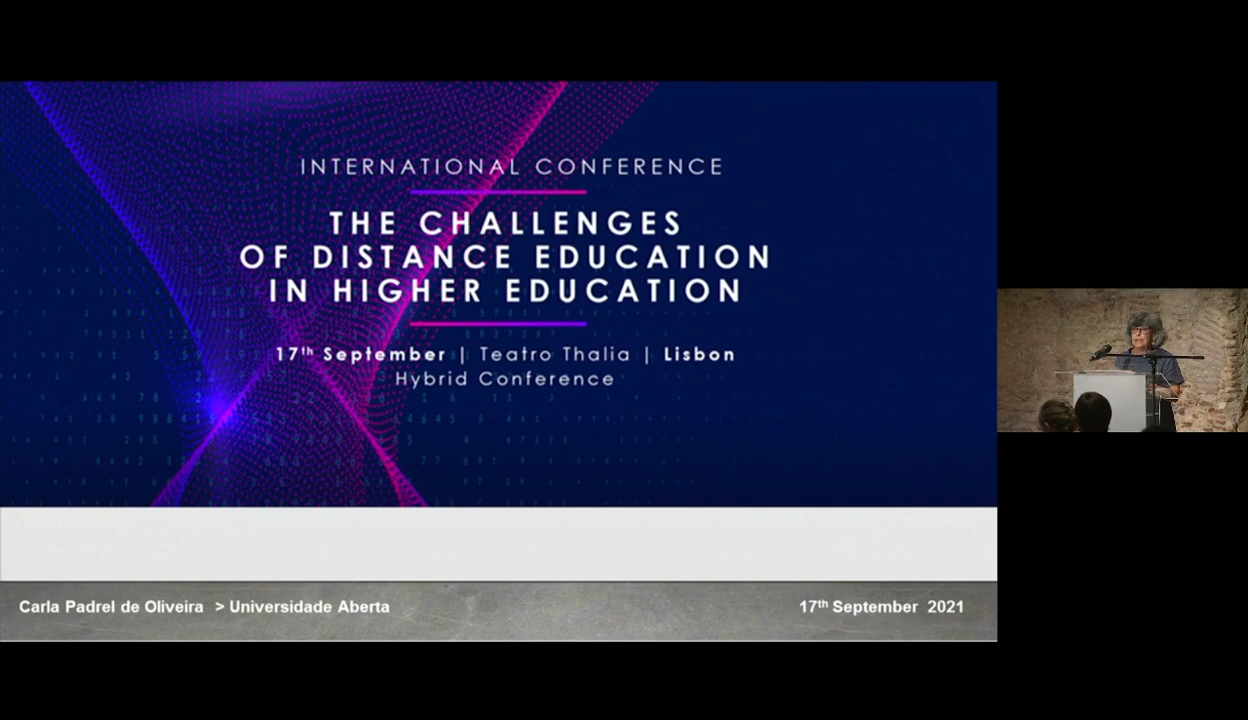 INTERNATIONAL CONFERENCE
THE CHALLENGES
OF DISTANCE EDUCATION
IN HIGHER EDUCATION
17th September | Teatro Thalia | Lisbon
Hybrid Conference
Carla Padrel de Oliveira > Universidade Aberta
17th September 2021